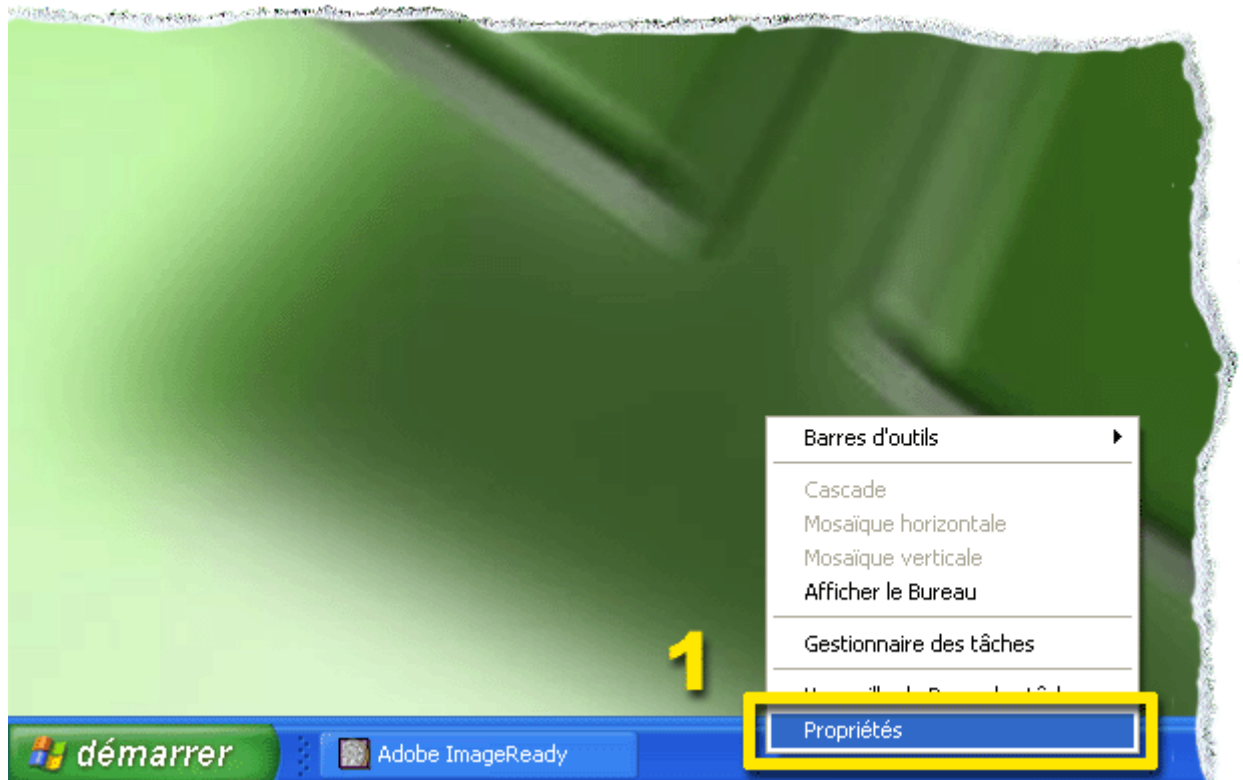 Barres d'outils
Cascade
Mosaïque horizontale
Mosaïque verticale
Afficher le Bureau
Gestionnaire des tâches
1
Propriétés
démarrer
Adobe ImageReady